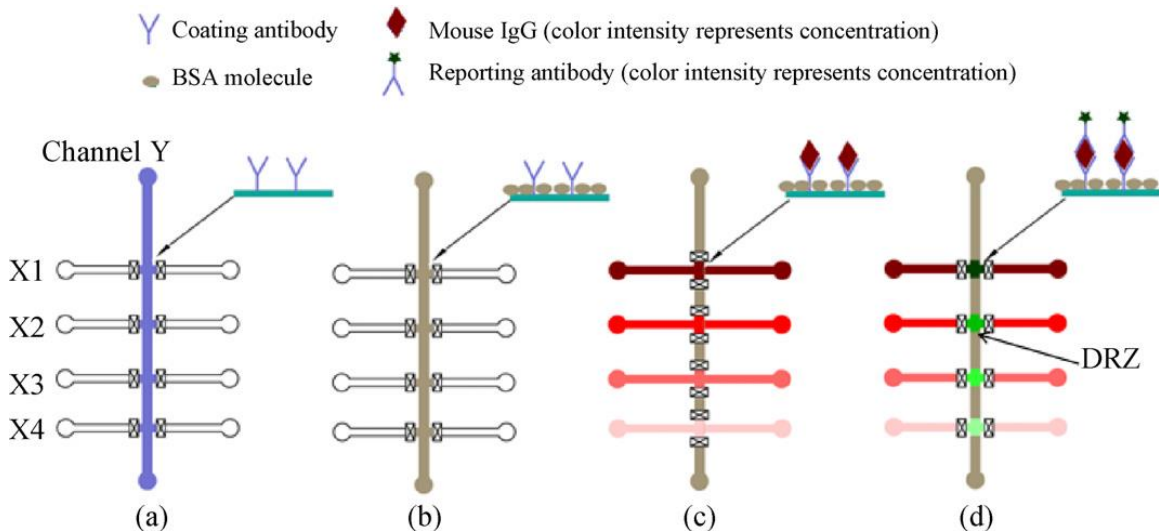 Coating antibody
Mouse IgG (color intensity represents concentration)
BSA molecule
Reporting antibody (color intensity represents concentration)
Channel Y
X1
X2
X3
X4
DRZ
(a)
(b)
(c)
(d)